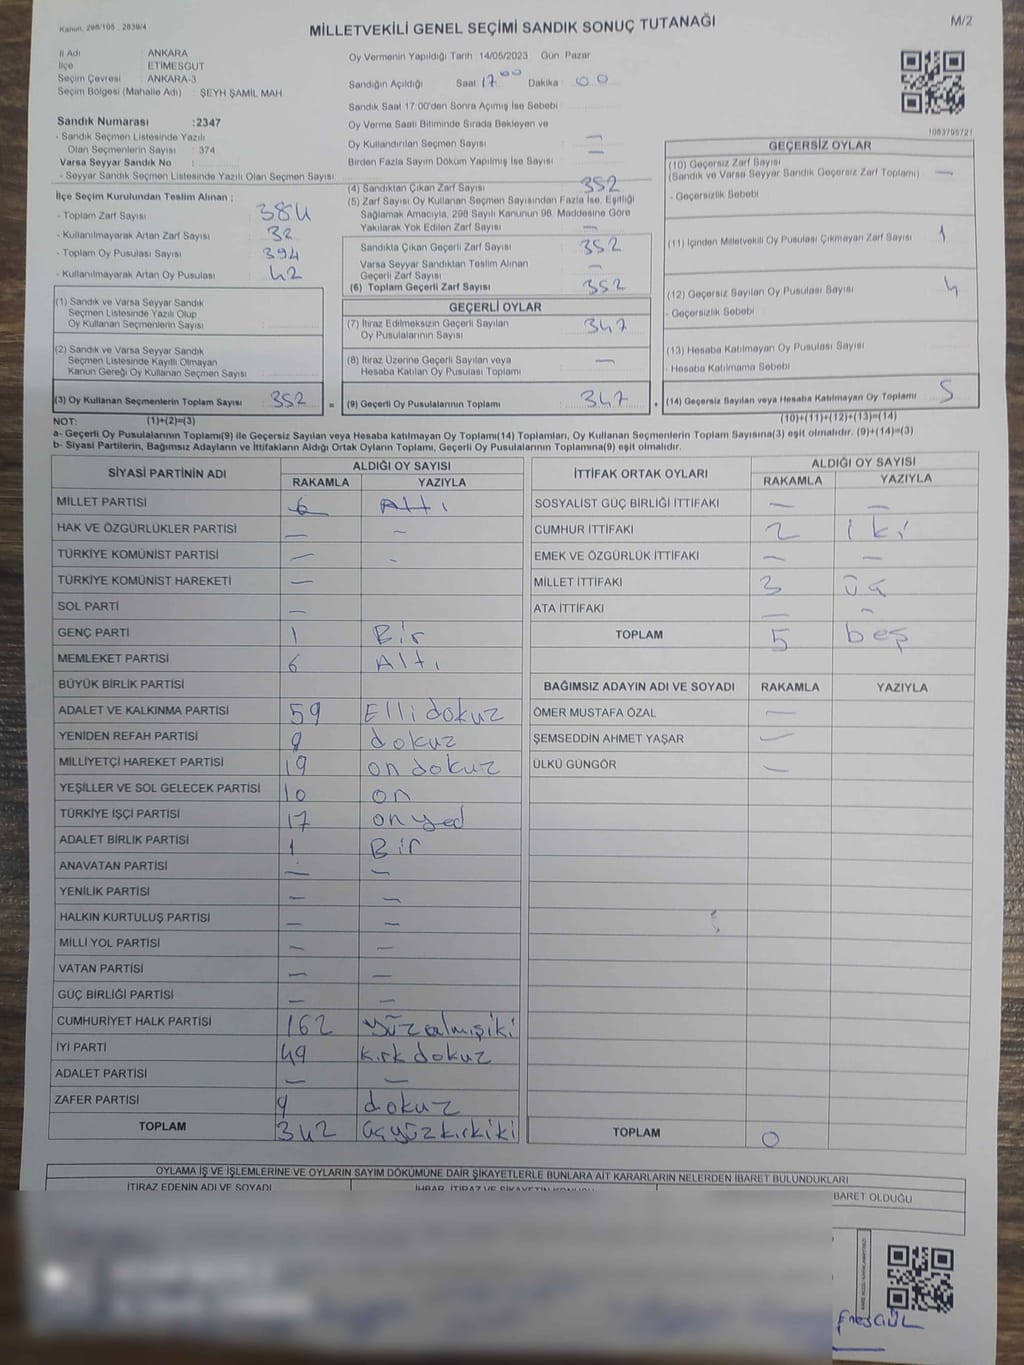 Kanun. 298/105 , 2839/4
MİLLETVEKİLİ GENEL SEÇİMİ SANDIK SONUÇ TUTANAĞI
M/2
İl Adı : ANKARA
İlçe : ETİMESGUT
Seçim Çevresi : ANKARA-3
Seçim Bölgesi (Mahalle Adı) : ŞEYH ŞAMİL MAH
Sandık Numarası :2347
- Sandık Seçmen Listesinde Yazılı
Olan Seçmenlerin Sayısı : 374
Varsa Seyyar Sandık No :
- Seyyar Sandık Seçmen Listesinde Yazılı Olan Seçmen Sayısı:
İlçe Seçim Kurulundan Teslim Alınan ;
- Toplam Zarf Sayısı : 384
- Kullanılmayarak Artan Zarf Sayısı : 32
- Toplam Oy Pusulası Sayısı : 394
- Kullanılmayarak Artan Oy Pusulası : 42
(1) Sandık ve Varsa Seyyar Sandık
Seçmen Listesinde Yazılı Olup
Oy Kullanan Seçmenlerin Sayısı :
(2) Sandık ve Varsa Seyyar Sandık
Seçmen Listesinde Kayıtlı Olmayan
Kanun Gereği Oy Kullanan Seçmen Sayısı :
(3) Oy Kullanan Seçmenlerin Toplam Sayısı : 352 =
Oy Vermenin Yapıldığı Tarih 14/05/2023 Gün Pazar
Sandığın Açıldığı Saat 17 00 Dakika : 00
Sandık Saat 17:00'den Sonra Açımış İse Sebebi :
Oy Verme Saati Bitiminde Sırada Bekleyen ve
Oy Kullandırılan Seçmen Sayısı : —
Birden Fazla Sayım Döküm Yapılmış İse Sayısı : —
(4) Sandıktan Çıkan Zarf Sayısı : 352
(5) Zarf Sayısı Oy Kullanan Seçmen Sayısından Fazla İse, Eşitliği
Sağlamak Amacıyla, 298 Sayılı Kanunun 98. Maddesine Göre
Yakılarak Yok Edilen Zarf Sayısı : —
Sandıkta Çıkan Geçerli Zarf Sayısı : 352
Varsa Seyyar Sandıktan Teslim Alınan
Geçerli Zarf Sayısı : —
(6) Toplam Geçerli Zarf Sayısı : 352
GEÇERLİ OYLAR
(7) İtiraz Edilmeksizin Geçerli Sayılan
Oy Pusulalarının Sayısı : 347
(8) İtiraz Üzerine Geçerli Sayılan veya
Hesaba Katılan Oy Pusulası Toplamı : —
(9) Geçerli Oy Pusulalarının Toplamı : 347 +
1083795721
GEÇERSİZ OYLAR
(10) Geçersiz Zarf Sayısı
(Sandık ve Varsa Seyyar Sandık Geçersiz Zarf Toplamı) —
- Geçersizlik Sebebi
(11) İçinden Milletvekili Oy Pusulası Çıkmayan Zarf Sayısı : 1
(12) Geçersiz Sayılan Oy Pusulası Sayısı : 4
- Geçersizlik Sebebi
(13) Hesaba Katılmayan Oy Pusulası Sayısı :
- Hesaba Katılmama Sebebi
(14) Geçersiz Sayılan veya Hesaba Katılmayan Oy Toplamı : 5
NOT: (1)+(2)=(3) (10)+(11)+(12)+(13)=(14)
a- Geçerli Oy Pusulalarının Toplamı(9) ile Geçersiz Sayılan veya Hesaba katılmayan Oy Toplamı(14) Toplamları, Oy Kullanan Seçmenlerin Toplam Sayısına(3) eşit olmalıdır. (9)+(14)=(3)
b- Siyasi Partilerin, Bağımsız Adayların ve İttifakların Aldığı Ortak Oyların Toplamı, Geçerli Oy Pusulalarının Toplamına(9) eşit olmalıdır.
SİYASİ PARTİNİN ADI ALDIĞI OY SAYISI
RAKAMLA YAZIYLA
MİLLET PARTİSİ 6 Altı
HAK VE ÖZGÜRLÜKLER PARTİSİ — —
TÜRKİYE KOMÜNİST PARTİSİ — -
TÜRKİYE KOMÜNİST HAREKETİ —
SOL PARTİ —
GENÇ PARTİ 1 Bir
MEMLEKET PARTİSİ 6 Altı
BÜYÜK BİRLİK PARTİSİ
ADALET VE KALKINMA PARTİSİ 59 Elli dokuz
YENİDEN REFAH PARTİSİ 9 dokuz
MİLLİYETÇİ HAREKET PARTİSİ 19 on dokuz
YEŞİLLER VE SOL GELECEK PARTİSİ 10 on
TÜRKİYE İŞÇİ PARTİSİ 17 on yed
ADALET BİRLİK PARTİSİ 1 Bir
ANAVATAN PARTİSİ — —
YENİLİK PARTİSİ — —
HALKIN KURTULUŞ PARTİSİ — —
MİLLİ YOL PARTİSİ — —
VATAN PARTİSİ — —
GÜÇ BİRLİĞİ PARTİSİ — —
CUMHURİYET HALK PARTİSİ 162 yüzalmışiki
İYİ PARTİ 49 kırk dokuz
ADALET PARTİSİ — —
ZAFER PARTİSİ 9 dokuz
TOPLAM 342 üçyüzkırkiki
İTTİFAK ORTAK OYLARI ALDIĞI OY SAYISI
RAKAMLA YAZIYLA
SOSYALİST GÜÇ BİRLİĞİ İTTİFAKI — —
CUMHUR İTTİFAKI 2 iki
EMEK VE ÖZGÜRLÜK İTTİFAKI — —
MİLLET İTTİFAKI 3 üç
ATA İTTİFAKI — -
TOPLAM 5 beş
BAĞIMSIZ ADAYIN ADI VE SOYADI RAKAMLA YAZIYLA
ÖMER MUSTAFA ÖZAL —
ŞEMSEDDİN AHMET YAŞAR —
ÜLKÜ GÜNGÖR —
TOPLAM 0
OYLAMA İŞ VE İŞLEMLERİNE VE OYLARIN SAYIM DÖKÜMÜNE DAİR ŞİKAYETLERLE BUNLARA AİT KARARLARIN NELERDEN İBARET BULUNDUKLARI
İTİRAZ EDENİN ADI VE SOYADI
BARET OLDUĞU